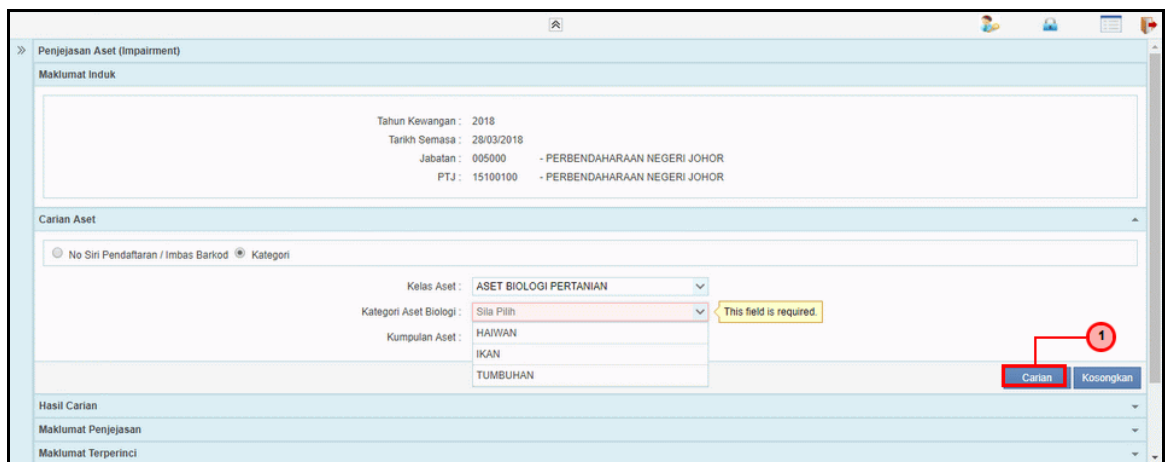 Penjejasan Aset (Impairment)
Maklumat Induk
Tahun Kewangan : 2018
Tarikh Semasa : 28/03/2018
Jabatan : 005000 - PERBENDAHARAAN NEGERI JOHOR
PTJ : 15100100 - PERBENDAHARAAN NEGERI JOHOR
Carian Aset
No Siri Pendaftaran / Imbas Barkod Kategori
Kelas Aset : ASET BIOLOGI PERTANIAN
Kategori Aset Biologi : Sila Pilih This field is required.
Kumpulan Aset : HAIWAN
IKAN
TUMBUHAN
1
Carian Kosongkan
Hasil Carian
Maklumat Penjejasan
Maklumat Terperinci